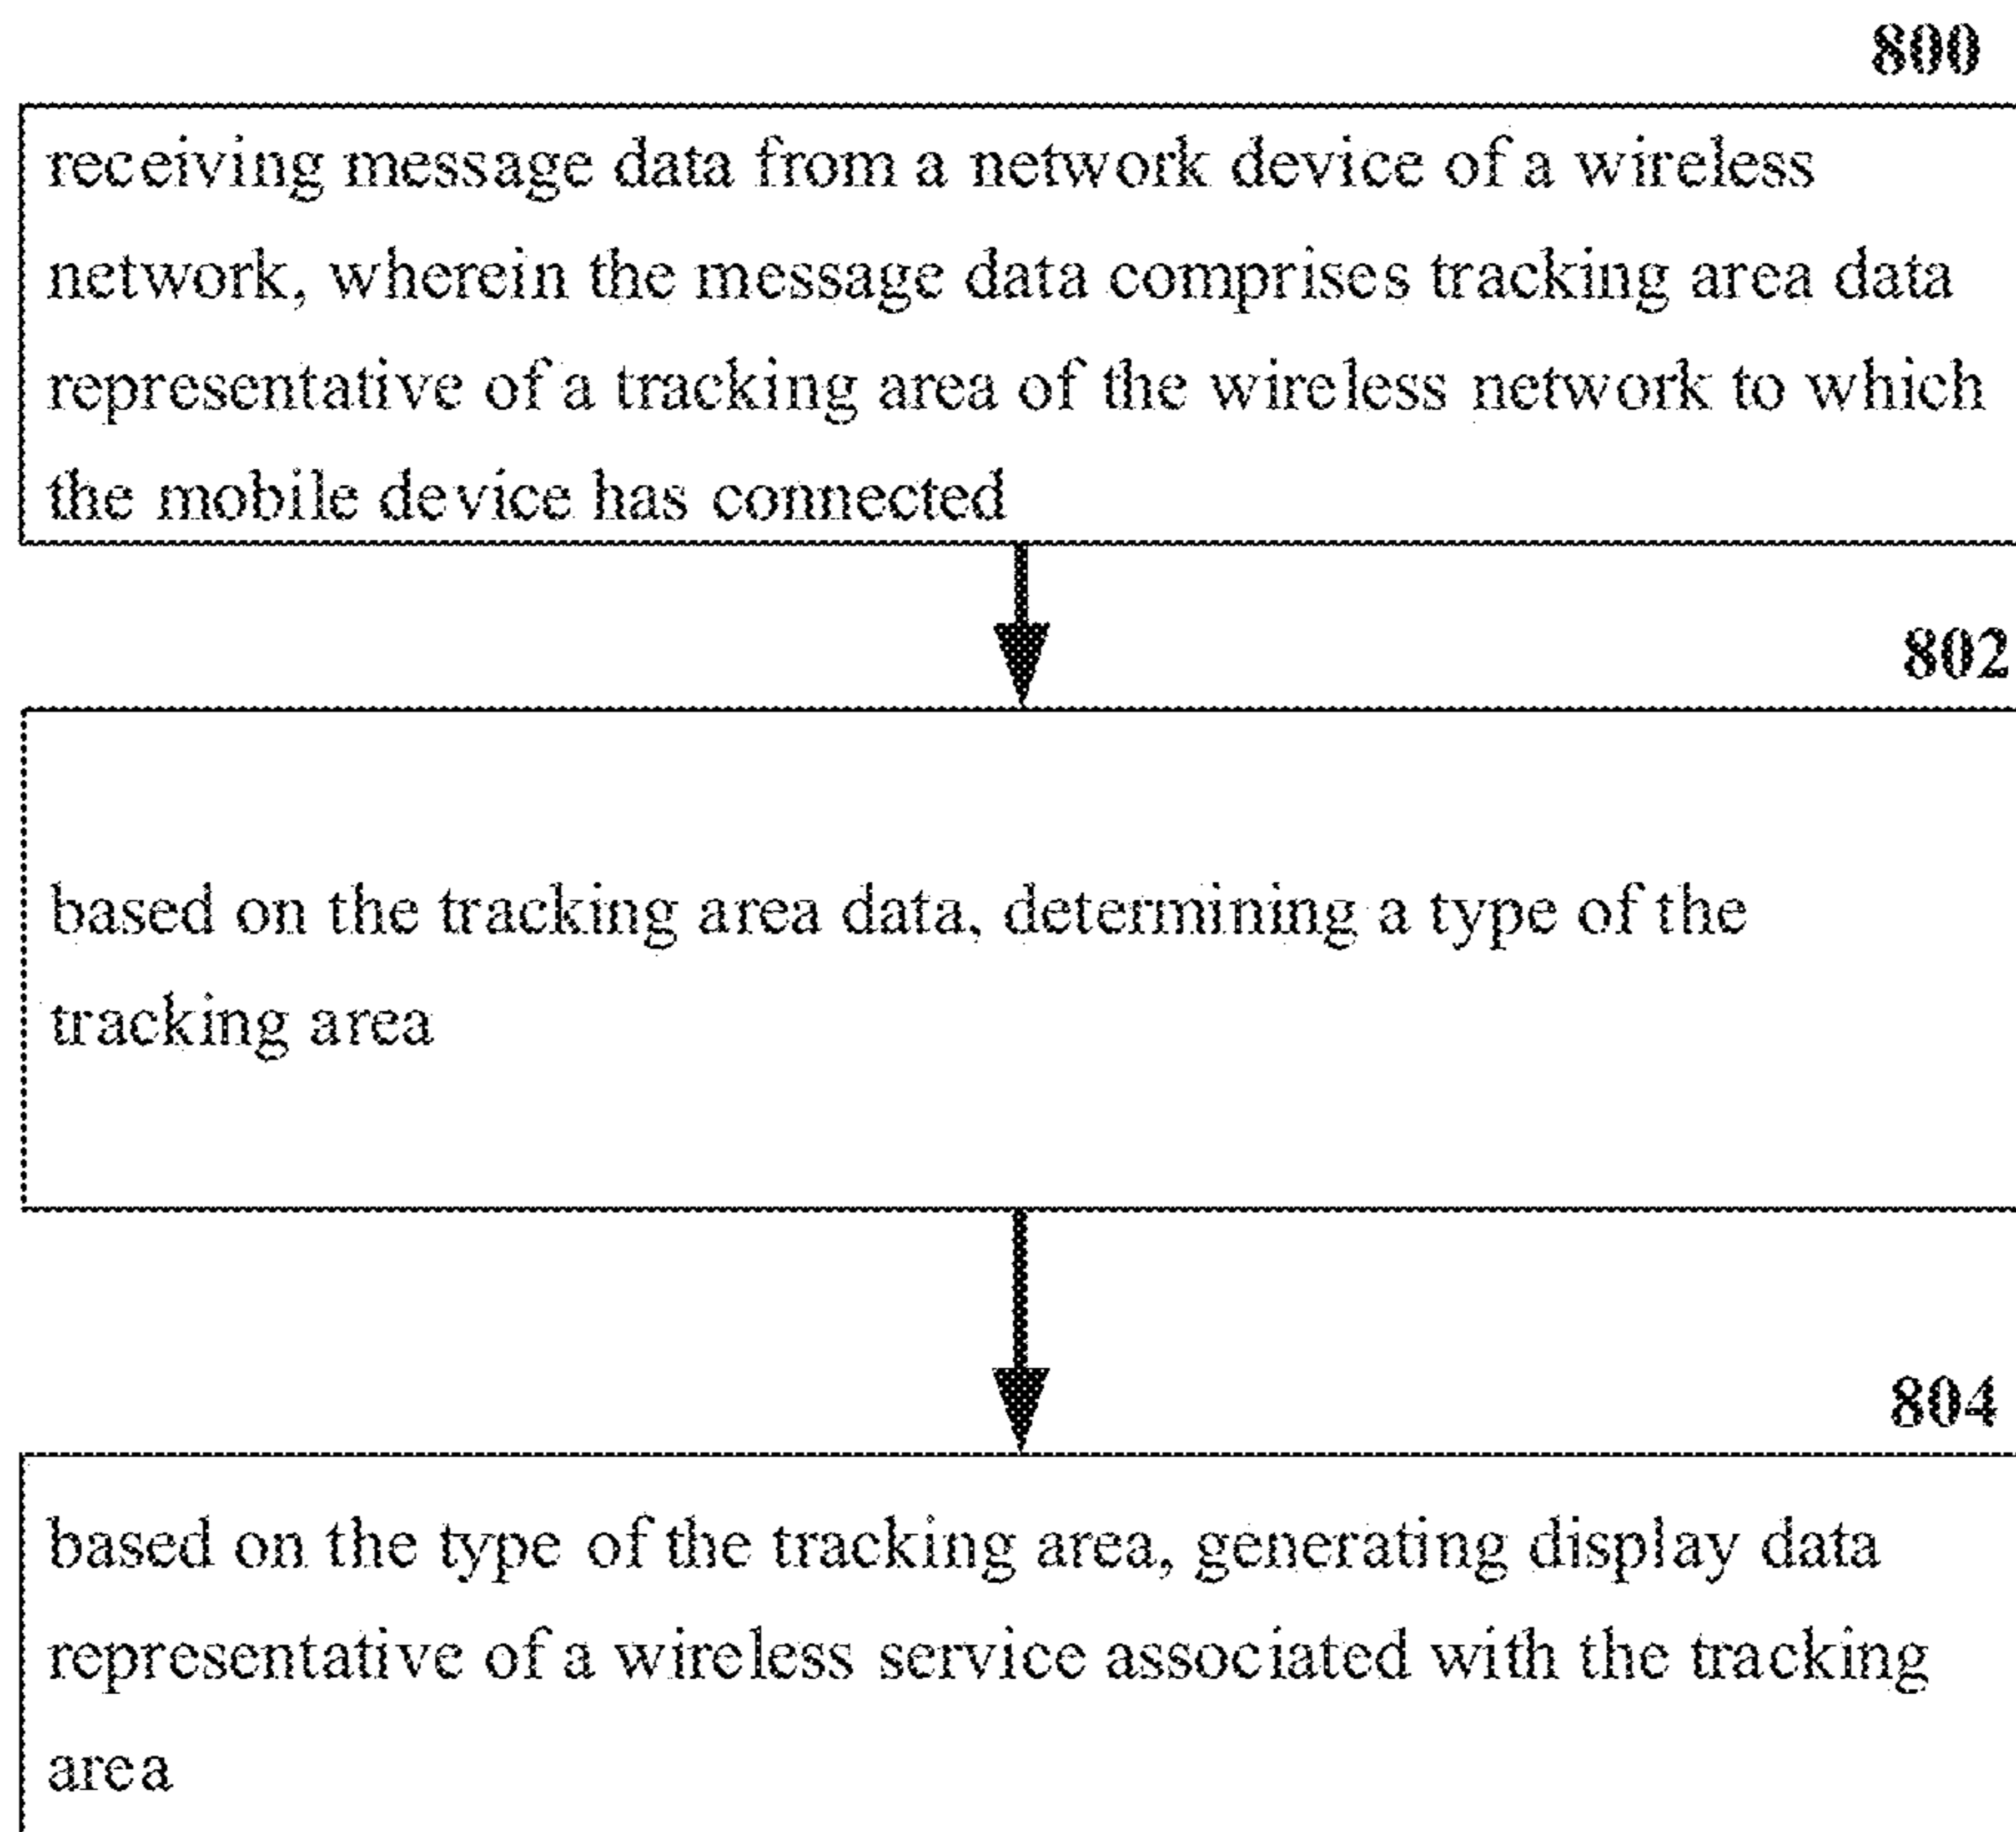 800
receiving message data from a network device of a wireless
network, wherein the message data comprises tracking area data
representative of a tracking area of the wireless network to which
the mobile device has connected
802
based on the tracking area data, determining a type of the
tracking area
804
based on the type of the tracking area, generating display data
representative of a wireless service associated with the tracking
area